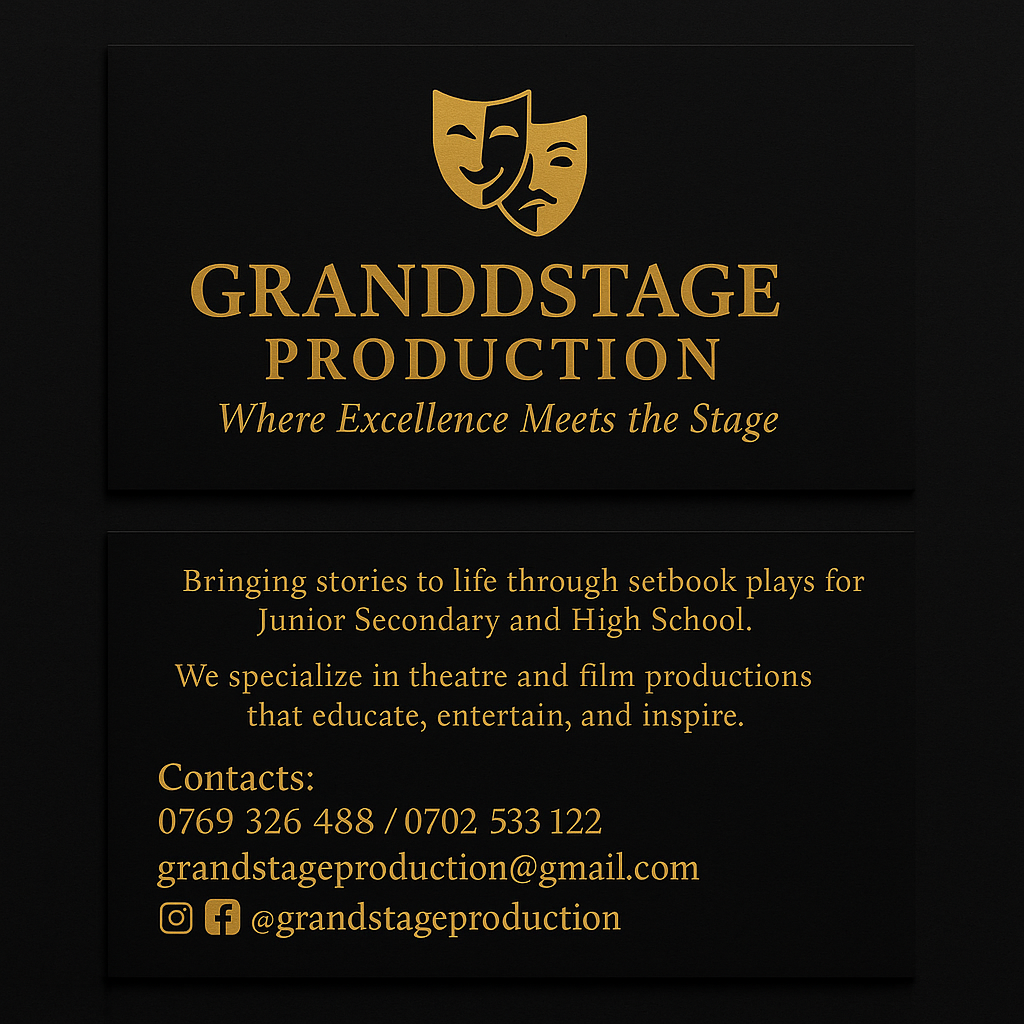 GRANDDSTAGE
PRODUCTION
Where Excellence Meets the Stage
Bringing stories to life through setbook plays for
Junior Secondary and High School.
We specialize in theatre and film productions
that educate, entertain, and inspire.
Contacts:
0769 326 488 / 0702 533 122
grandstageproduction@gmail.com
@grandstageproduction